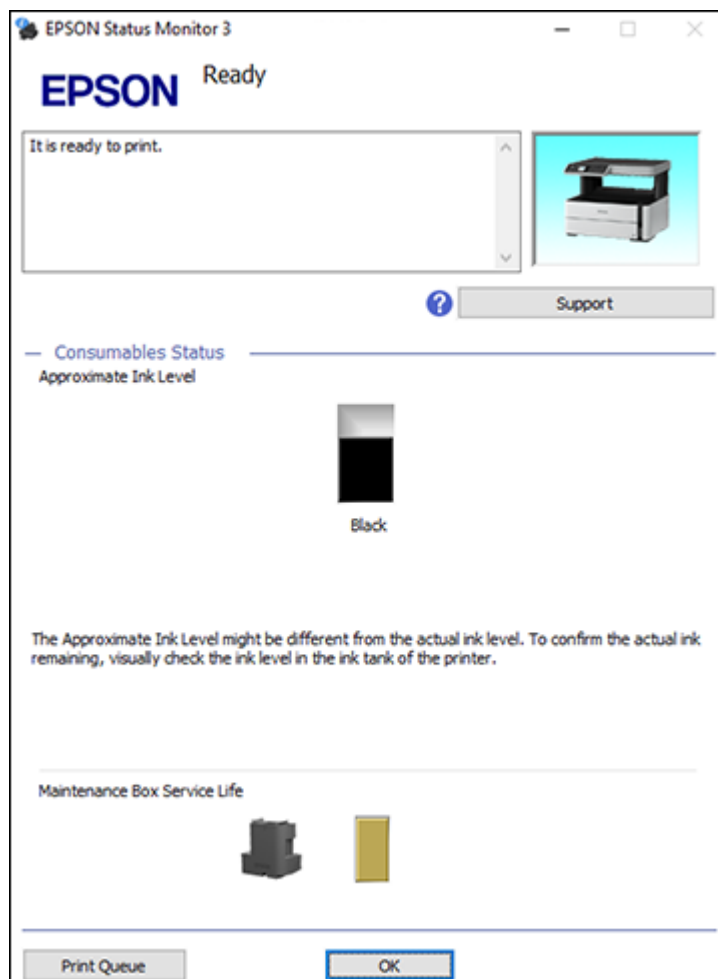 EPSON Status Monitor 3
EPSON
Ready
It is ready to print.
Support
Consumables Status
Approximate Ink Level
Black
The Approximate Ink Level might be different from the actual ink level. To confirm the actual ink
remaining, visually check the ink level in the ink tank of the printer.
Maintenance Box Service Life
Print Queue
OK